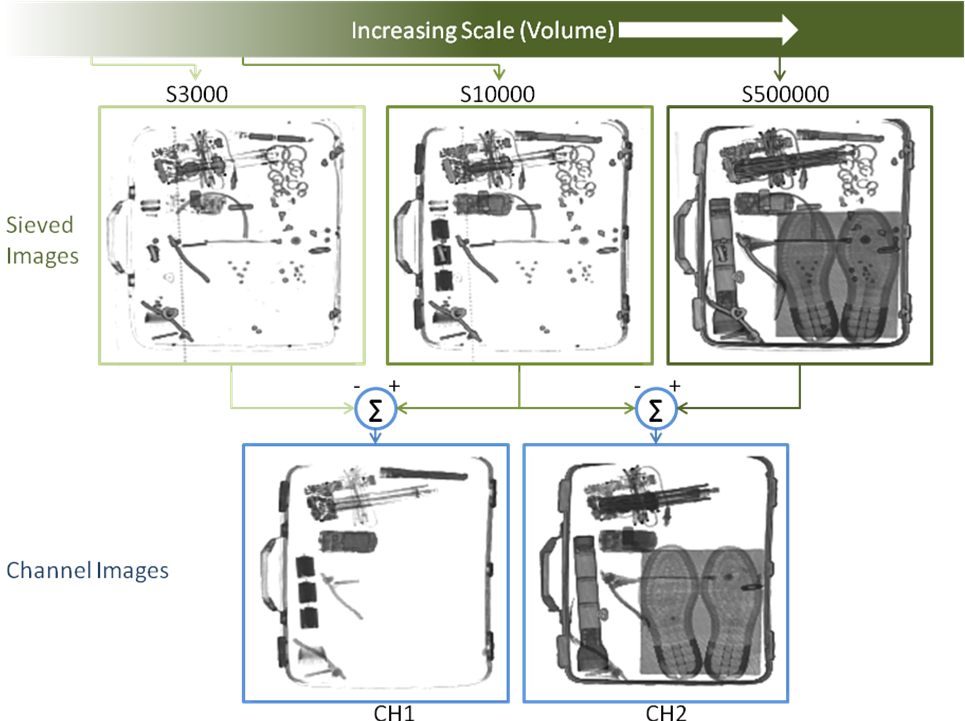 Increasing Scale (Volume)
S3000
S10000
S500000
Sieved
Images
- +
- +
Σ
Σ
Channel Images
CH1
CH2